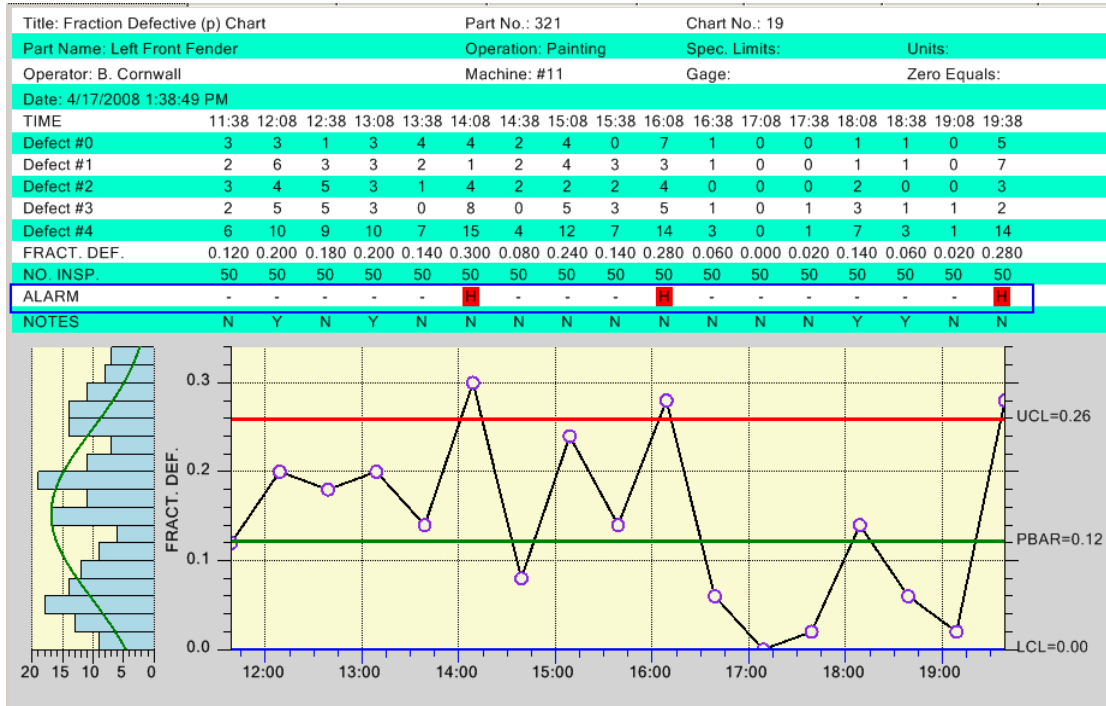 Title: Fraction Defective (p) Chart Part No.: 321 Chart No.: 19
Part Name: Left Front Fender Operation: Painting Spec. Limits: Units:
Operator: B. Cornwall Machine: #11 Gage: Zero Equals:
Date: 4/17/2008 1:38:49 PM
TIME 11:38 12:08 12:38 13:08 13:38 14:08 14:38 15:08 15:38 16:08 16:38 17:08 17:38 18:08 18:38 19:08 19:38
Defect #0 3 3 1 3 4 4 2 4 0 7 1 0 0 1 1 0 5
Defect #1 2 6 3 3 2 1 2 4 3 3 1 0 0 1 1 0 7
Defect #2 3 4 5 3 1 4 2 2 2 4 0 0 0 2 0 0 3
Defect #3 2 5 5 3 0 8 0 5 3 5 1 0 1 3 1 1 2
Defect #4 6 10 9 10 7 15 4 12 7 14 3 0 1 7 3 1 14
FRACT. DEF. 0.120 0.200 0.180 0.200 0.140 0.300 0.080 0.240 0.140 0.280 0.060 0.000 0.020 0.140 0.060 0.020 0.280
NO. INSP. 50 50 50 50 50 50 50 50 50 50 50 50 50 50 50 50 50
ALARM - - - - - H - - - H - - - - - - H
NOTES N Y N Y N N N N N N N N N Y Y N N
0.3
UCL=0.26
0.2
FRACT. DEF.
PBAR=0.12
0.1
0.0
LCL=0.00
20 15 10 5 0
12:00 13:00 14:00 15:00 16:00 17:00 18:00 19:00